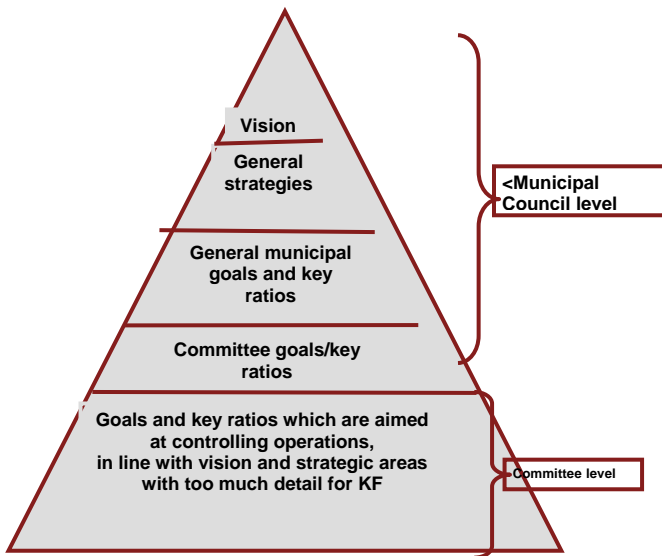 Vision
General
strategies
<Municipal
Council level
General municipal
goals and key
ratios
Committee goals/key
ratios
Goals and key ratios which are aimed
at controlling operations,
in line with vision and strategic areas
with too much detail for KF
Committee level